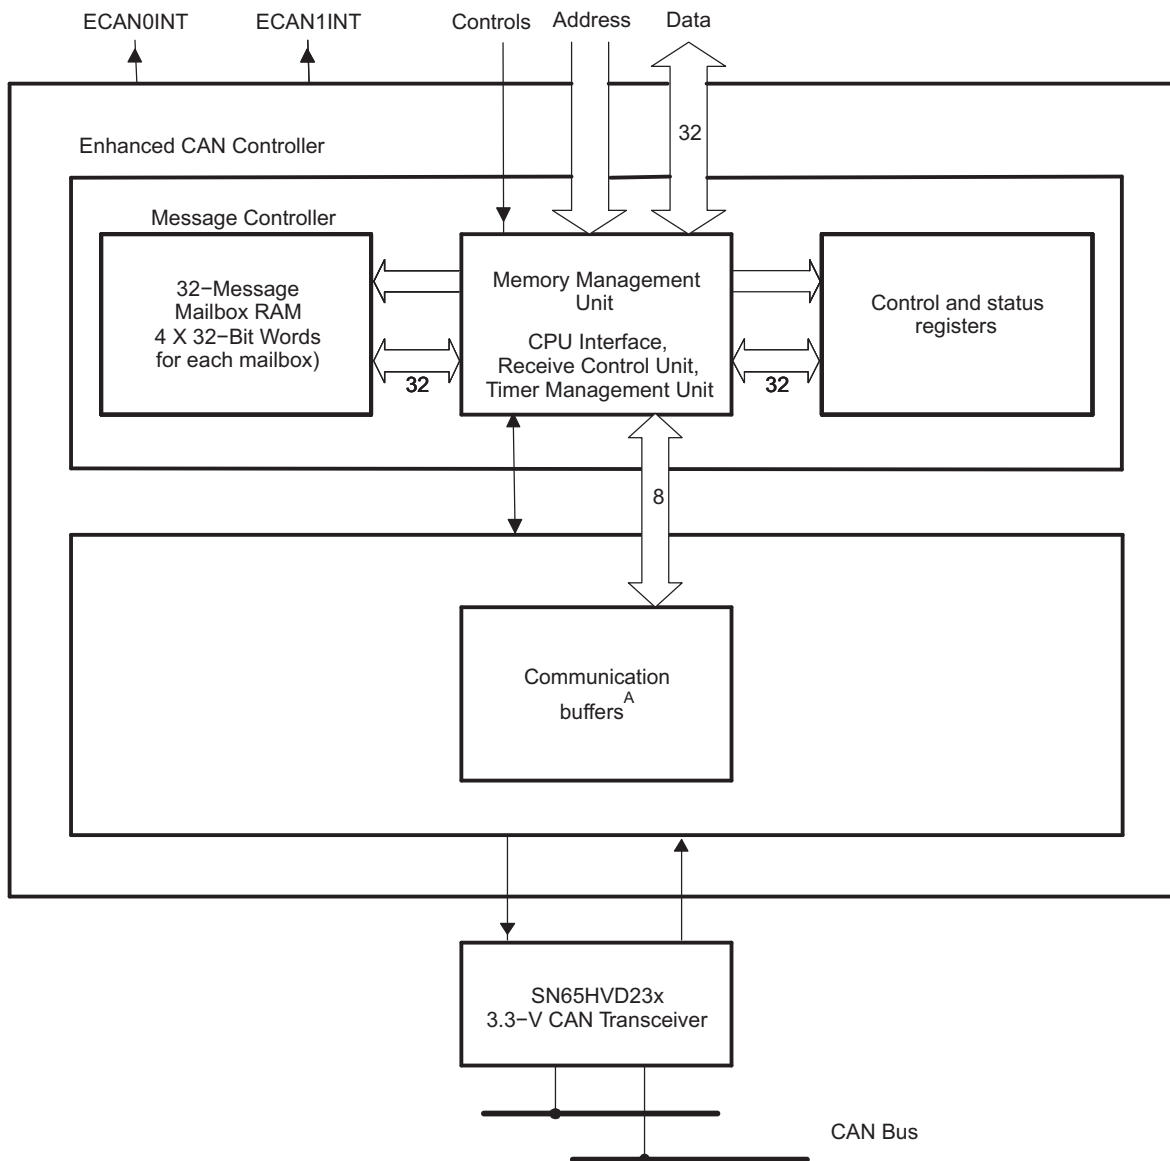 ECAN0INT
ECAN1INT
Controls
Address
Data
32
Enhanced CAN Controller
Message Controller
32−Message
Mailbox RAM
4 X 32−Bit Words
for each mailbox)
32
Memory Management
Unit
CPU Interface,
Receive Control Unit,
Timer Management Unit
32
Control and status
registers
8
Communication
buffers A
SN65HVD23x
3.3−V CAN Transceiver
CAN Bus